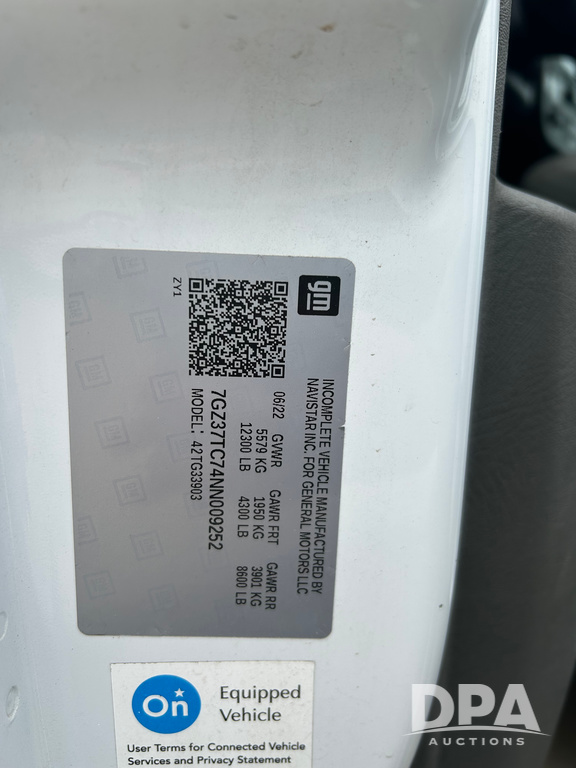 gm
INCOMPLETE VEHICLE MANUFACTURED BY
NAVISTAR INC. FOR GENERAL MOTORS LLC
06/22 GVWR GAWR FRT GAWR RR
5579 KG 1950 KG 3901 KG
12300 LB 4300 LB 8600 LB
7GZ37TC74NN009252
MODEL: 42TG33903
ZY1
On
Equipped
Vehicle
User Terms for Connected Vehicle
Services and Privacy Statement
DPA
AUCTIONS